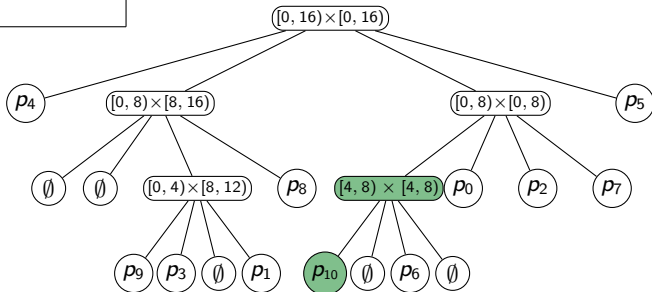 [0, 16)×[0, 16)
p4 [0, 8)×[8, 16) [0, 8)×[0, 8) p5
∅ ∅ [0, 4)×[8, 12) p8 [4, 8) × [4, 8) p0 p2 p7
p9 p3 ∅ p1 p10 ∅ p6 ∅